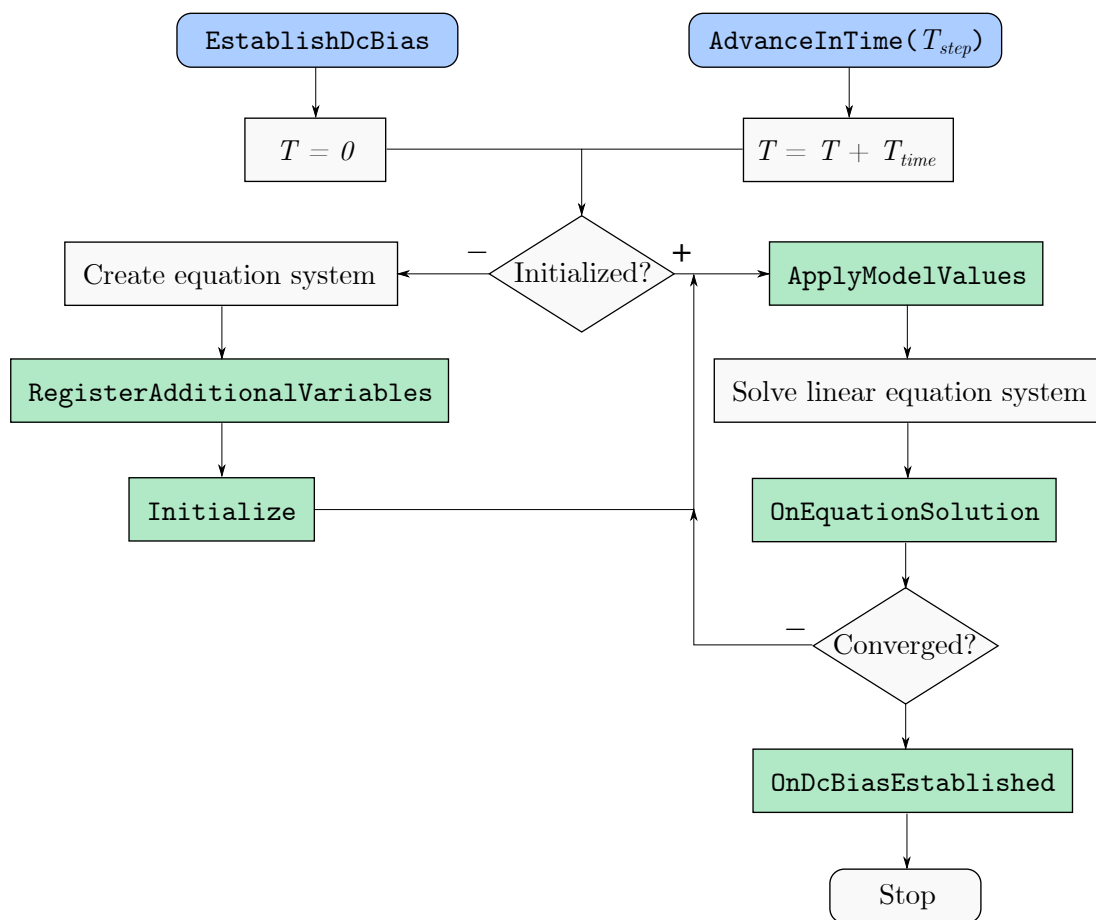 EstablishDcBias
AdvanceInTime(T_step)
T = 0
T = T + T_time
Initialized?
−
+
Create equation system
ApplyModelValues
RegisterAdditionalVariables
Solve linear equation system
Initialize
OnEquationSolution
−
Converged?
OnDcBiasEstablished
Stop